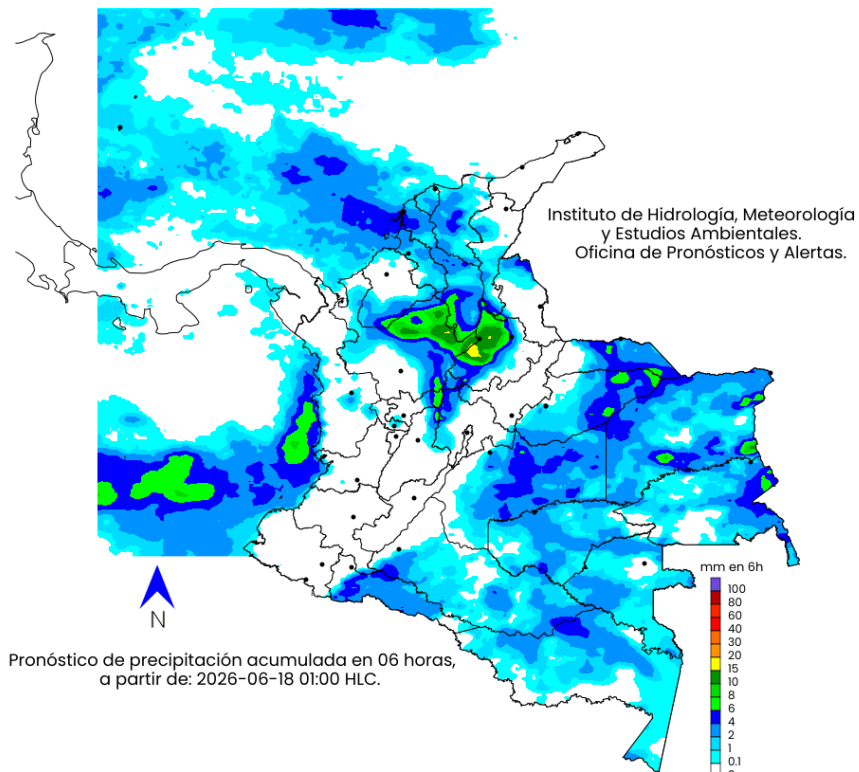 Instituto de Hidrología, Meteorología
y Estudios Ambientales.
Oficina de Pronósticos y Alertas.
N
mm en 6h
100
80
60
40
30
20
15
10
8
6
4
2
1
0.1
Pronóstico de precipitación acumulada en 06 horas,
a partir de: 2026-06-18 01:00 HLC.